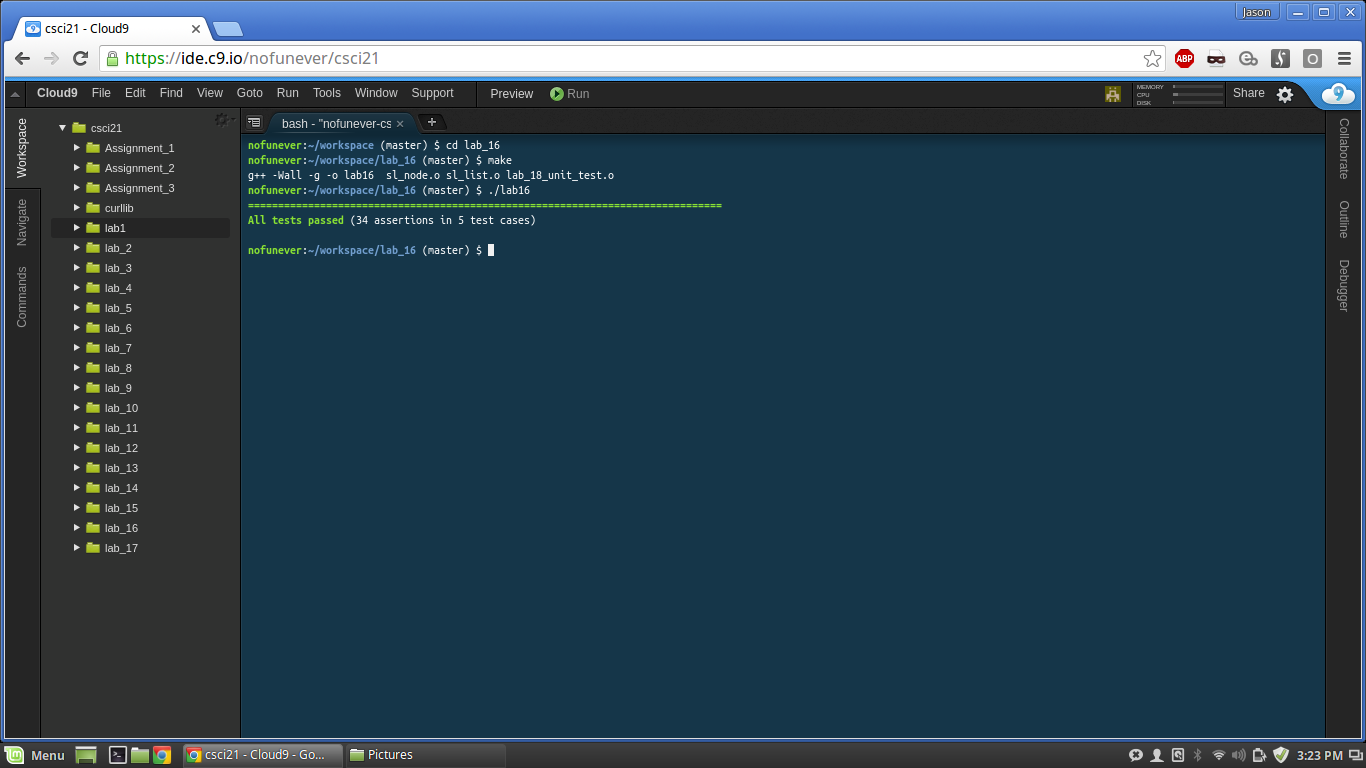 Jason
csci21 - Cloud9
https://ide.c9.io/nofunever/csci21
ABP
Cloud9 File Edit Find View Goto Run Tools Window Support Preview Run
MEMORY
CPU
DISK
Share
9
Workspace
Navigate
Commands
csci21
Assignment_1
Assignment_2
Assignment_3
curllib
lab1
lab_2
lab_3
lab_4
lab_5
lab_6
lab_7
lab_8
lab_9
lab_10
lab_11
lab_12
lab_13
lab_14
lab_15
lab_16
lab_17
bash - "nofunever-cs
nofunever:~/workspace (master) $ cd lab_16
nofunever:~/workspace/lab_16 (master) $ make
g++ -Wall -g -o lab16  sl_node.o sl_list.o lab_18_unit_test.o
nofunever:~/workspace/lab_16 (master) $ ./lab16
===============================================================================
All tests passed (34 assertions in 5 test cases)
nofunever:~/workspace/lab_16 (master) $
Collaborate
Outline
Debugger
Menu
csci21 - Cloud9 - Go...
Pictures
3:23 PM